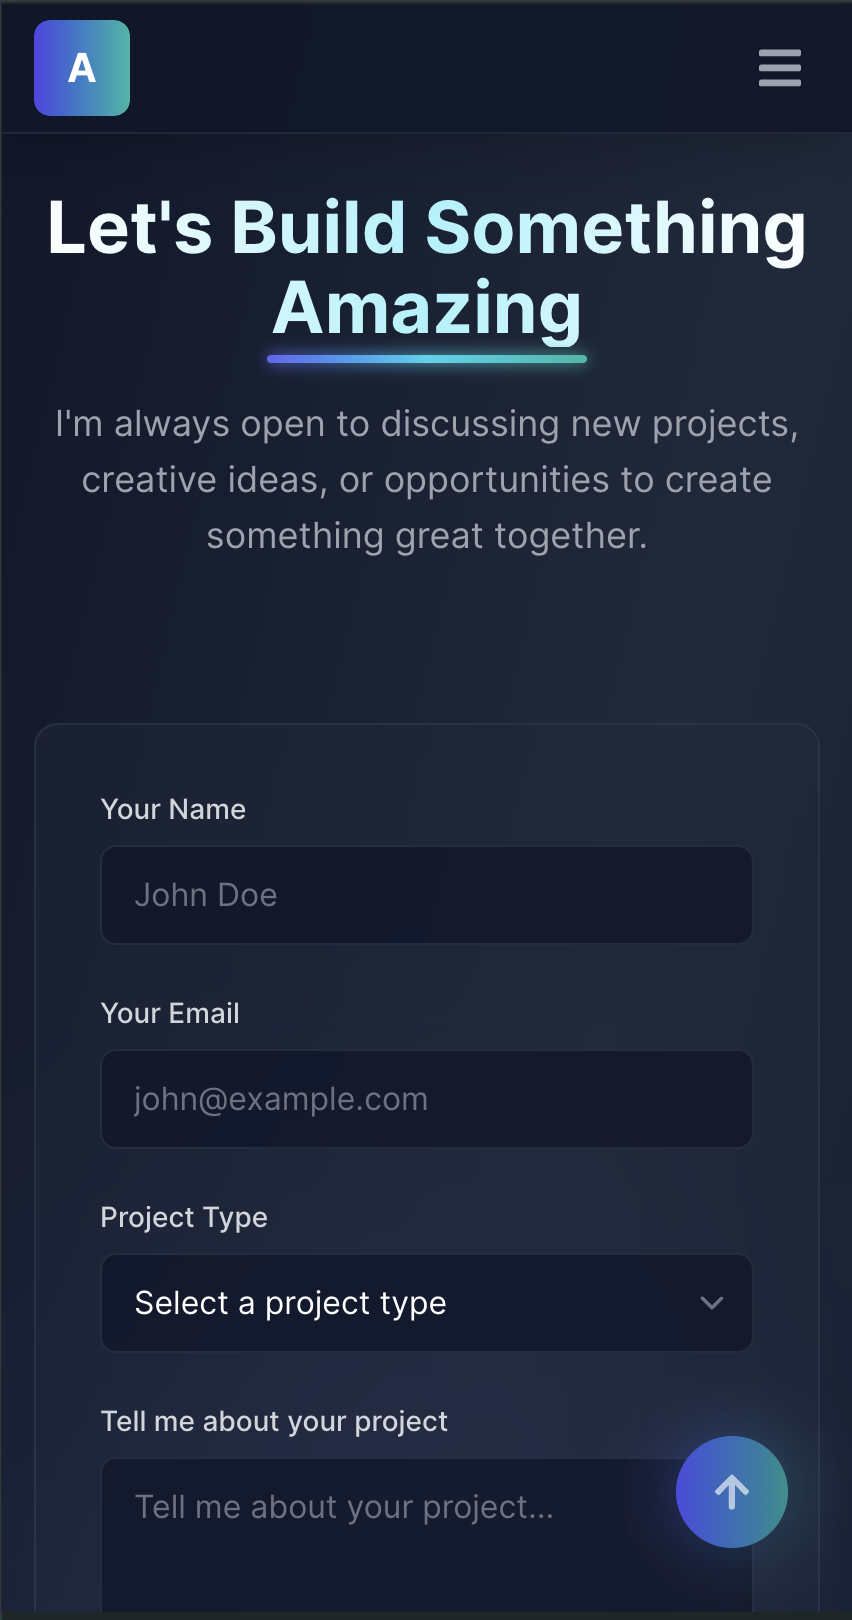 A
Let's Build Something
Amazing
I'm always open to discussing new projects,
creative ideas, or opportunities to create
something great together.
Your Name
John Doe
Your Email
john@example.com
Project Type
Select a project type
Tell me about your project
Tell me about your project...